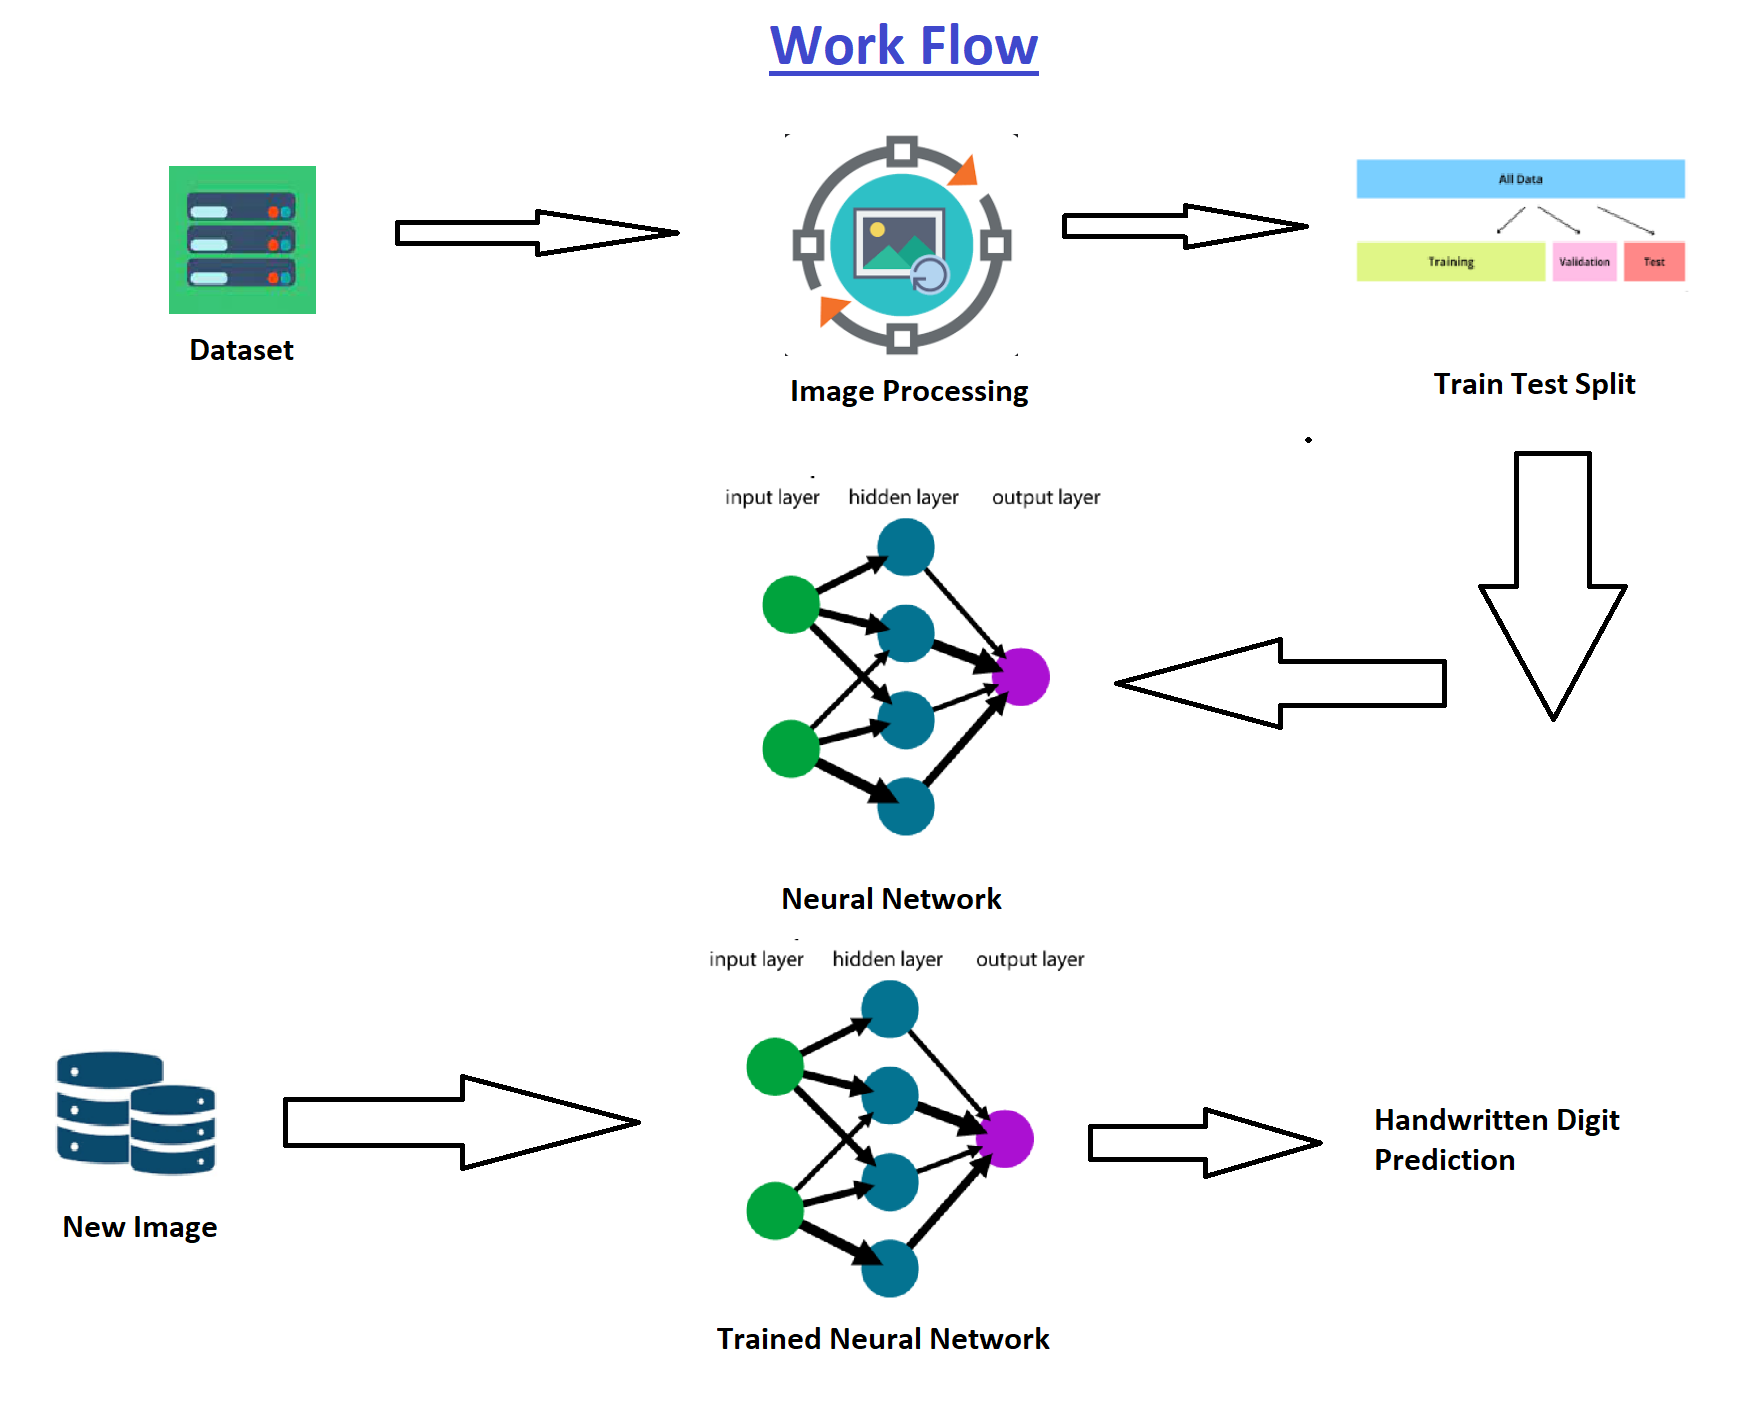 Work Flow
All Data
Training
Validation
Test
Dataset
Image Processing
Train Test Split
input layer
hidden layer
output layer
Neural Network
input layer
hidden layer
output layer
Handwritten Digit
Prediction
New Image
Trained Neural Network